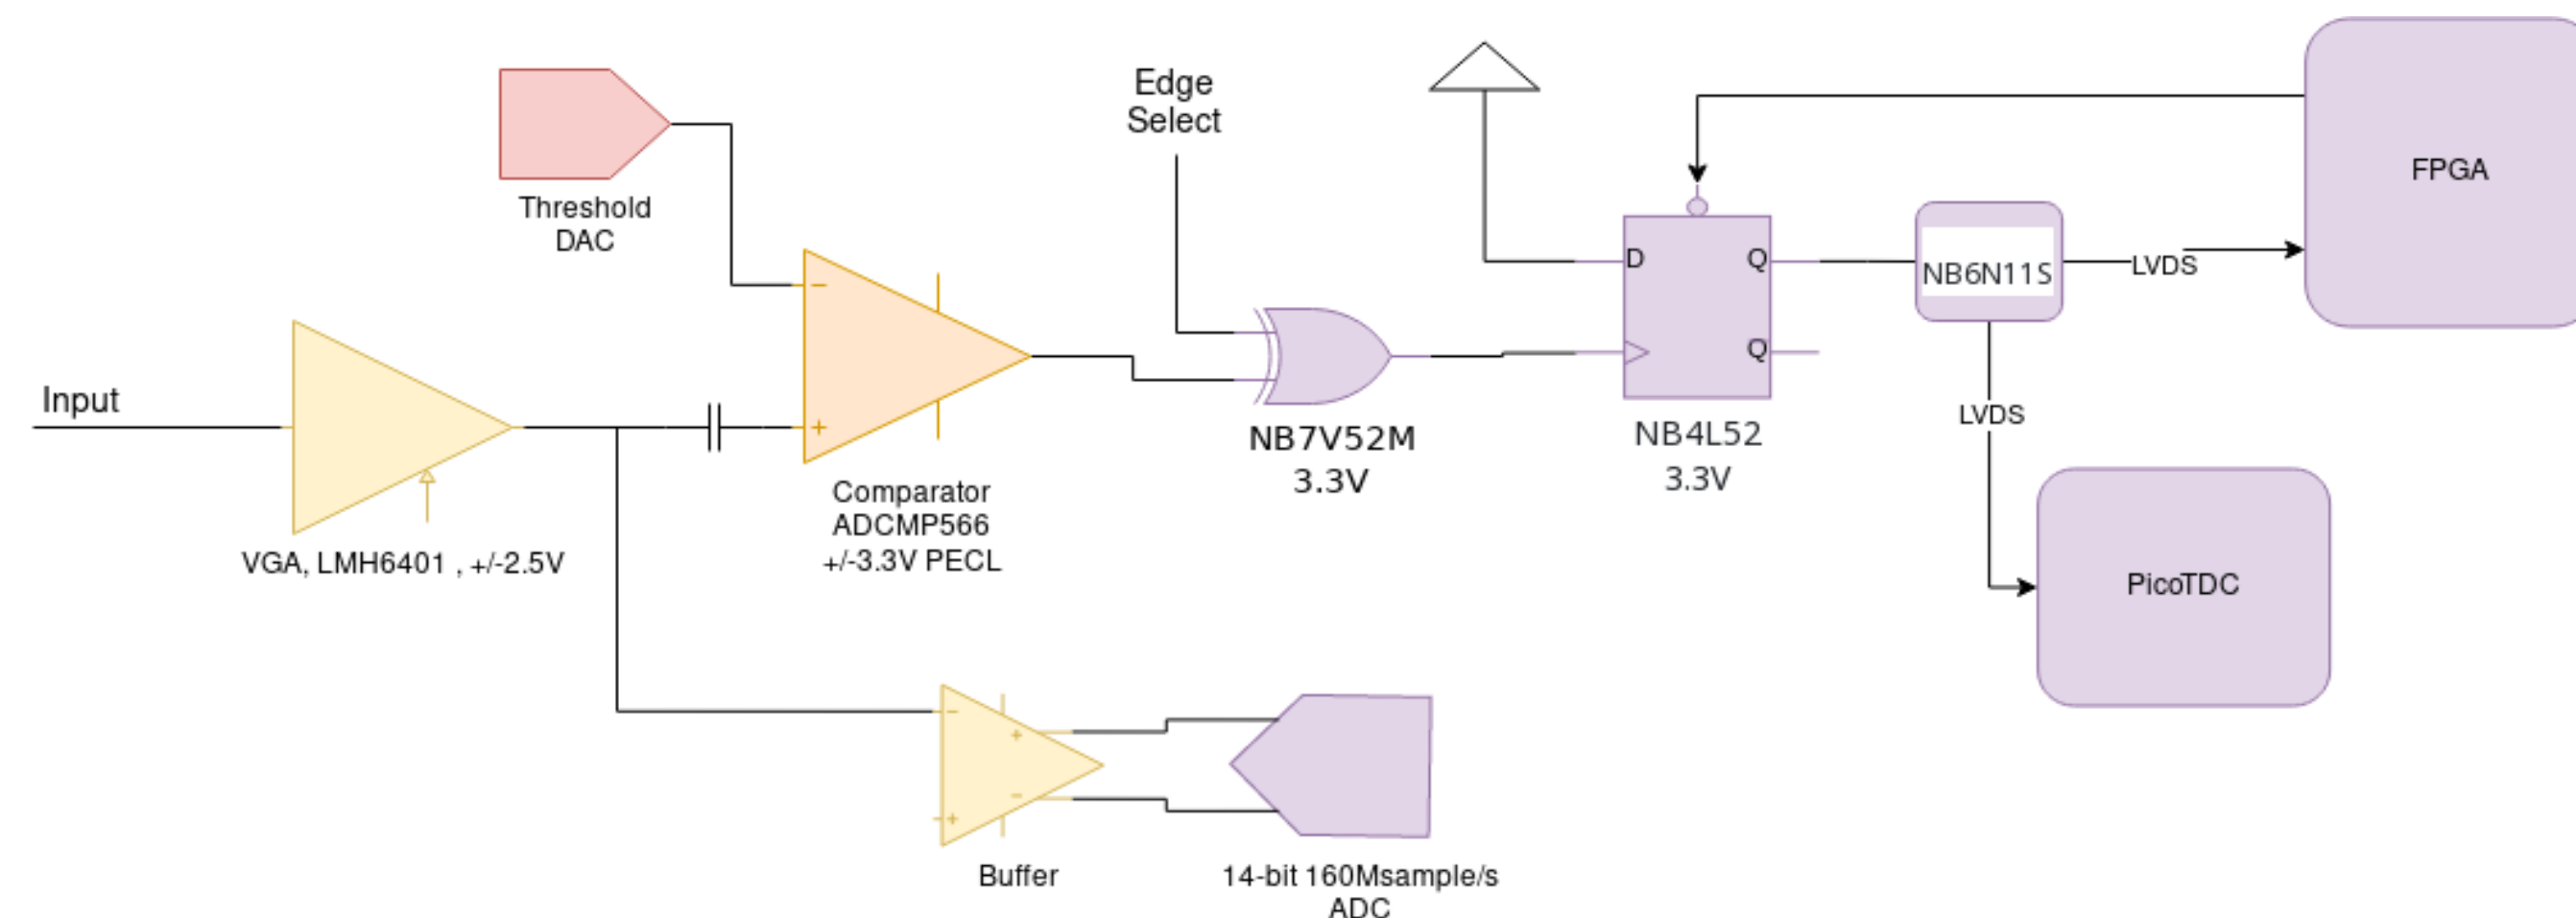 Edge
Select
FPGA
Threshold
DAC
D
Q
NB6N11S
LVDS
−
Input
+
Q
NB7V52M
3.3V
NB4L52
3.3V
LVDS
Comparator
ADCMP566
+/-3.3V PECL
VGA, LMH6401 , +/-2.5V
PicoTDC
−
+
−
+
Buffer
14-bit 160Msample/s
ADC